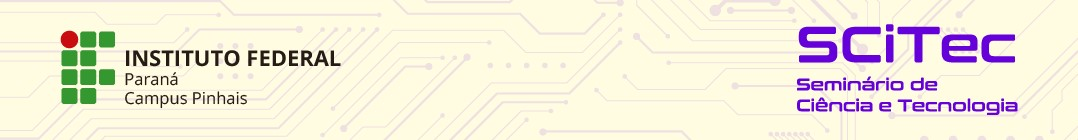 INSTITUTO FEDERAL
Paraná
Campus Pinhais
SCiTec
Seminário de
Ciência e Tecnologia